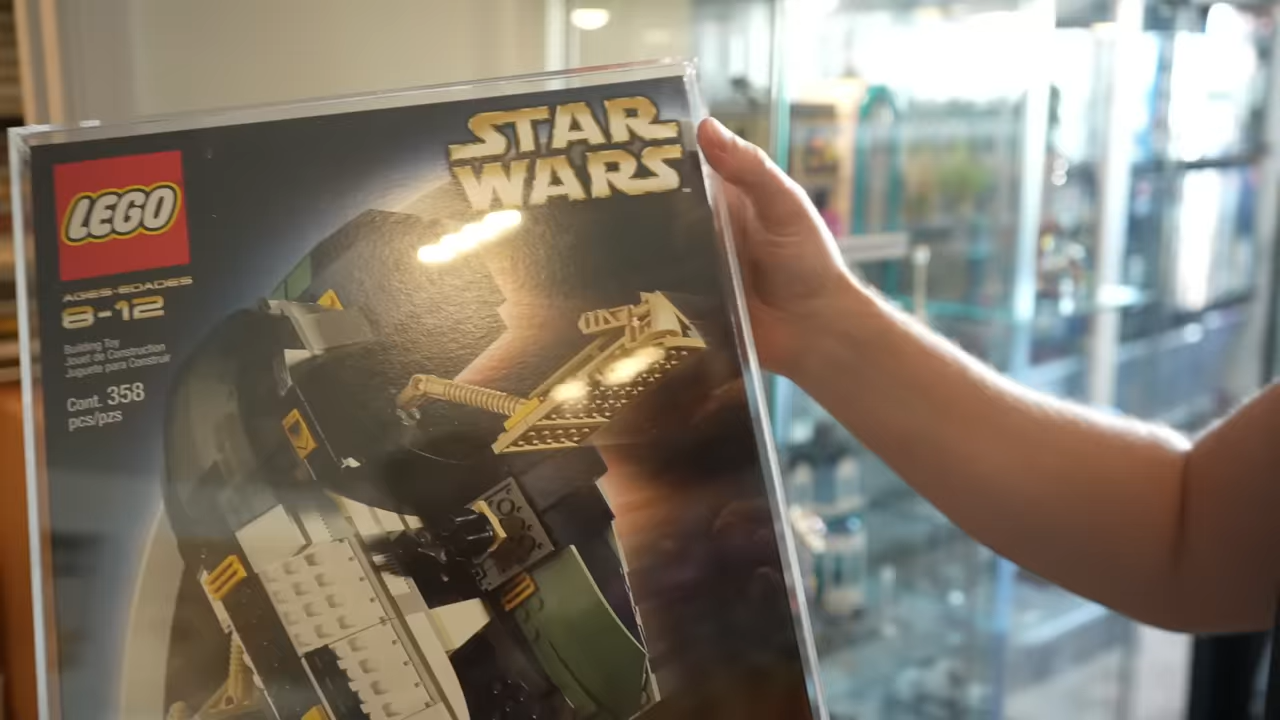 STAR
WARS
LEGO
AGES·EDADES
8-12
Building Toy
Jouet de Construction
Juguete para Construir
Cont. 358
pcs/pzs